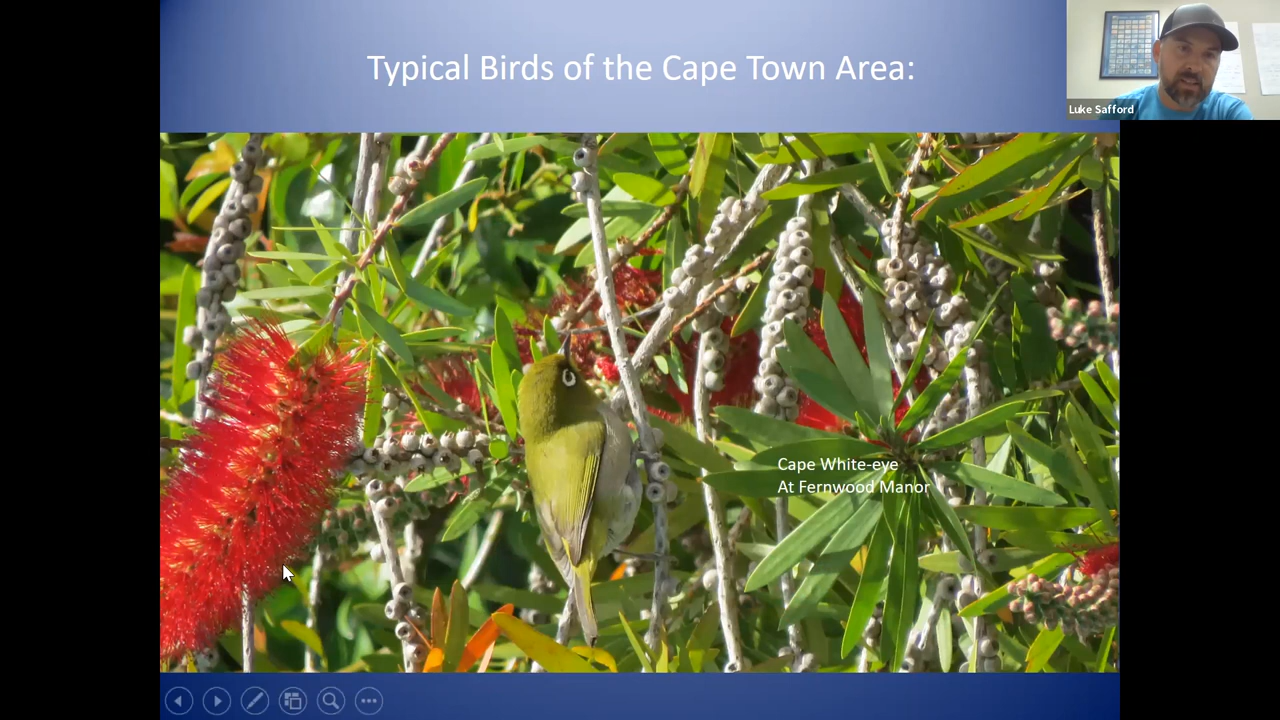 Typical Birds of the Cape Town Area:
Luke Safford
Cape White-eye
At Fernwood Manor